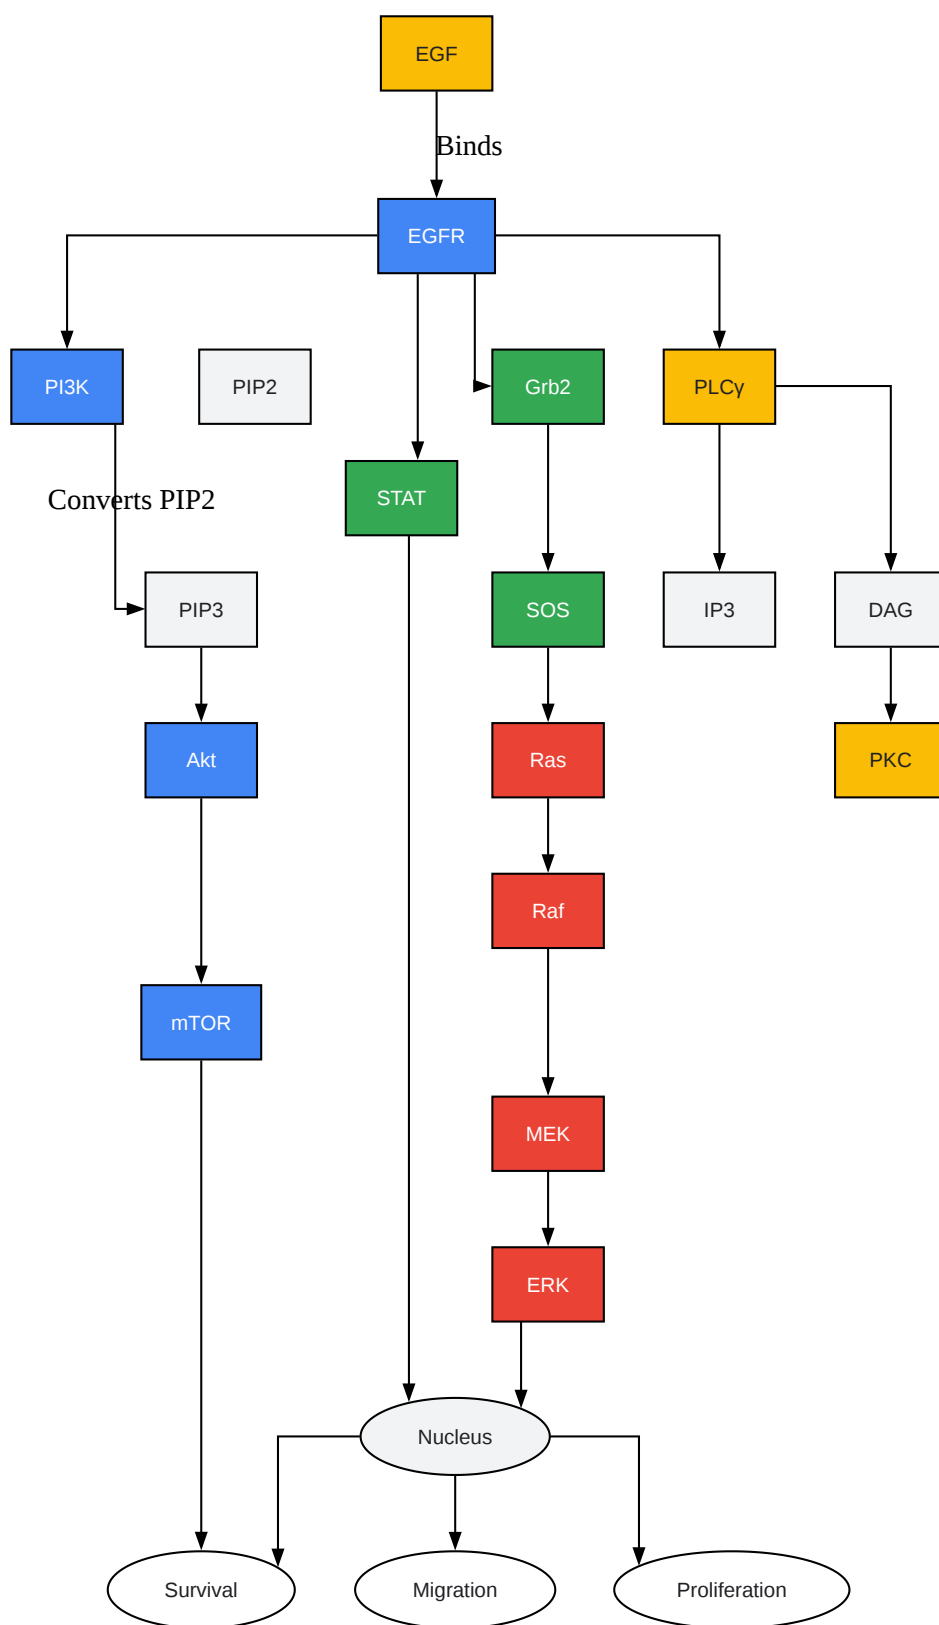 EGF
Binds
EGFR
PI3K
PIP2
Grb2
PLCγ
STAT
Converts PIP2
PIP3
SOS
IP3
DAG
Akt
Ras
PKC
Raf
mTOR
MEK
ERK
Nucleus
Survival
Migration
Proliferation